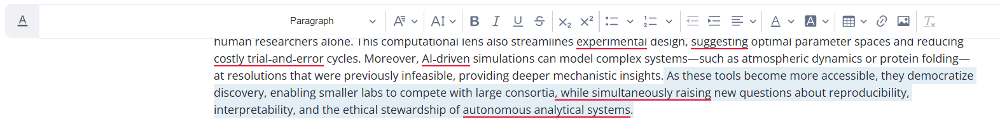 Paragraph
human researchers alone. This computational lens also streamlines experimental design, suggesting optimal parameter spaces and reducing
costly trial-and-error cycles. Moreover, AI-driven simulations can model complex systems—such as atmospheric dynamics or protein folding—
at resolutions that were previously infeasible, providing deeper mechanistic insights. As these tools become more accessible, they democratize
discovery, enabling smaller labs to compete with large consortia, while simultaneously raising new questions about reproducibility,
interpretability, and the ethical stewardship of autonomous analytical systems.